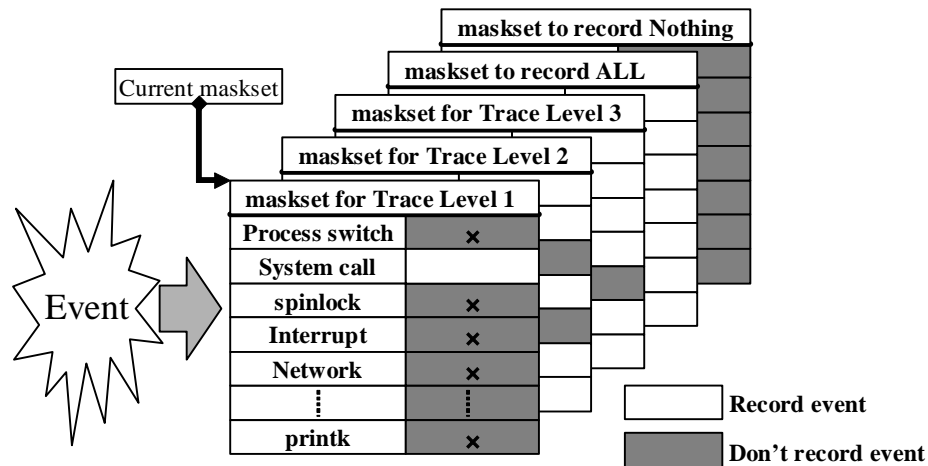 maskset to record Nothing
maskset to record ALL
Current maskset
maskset for Trace Level 3
maskset for Trace Level 2
maskset for Trace Level 1
Process switch ×
System call
spinlock ×
Event
Interrupt ×
Network ×
printk ×
Record event
Don't record event